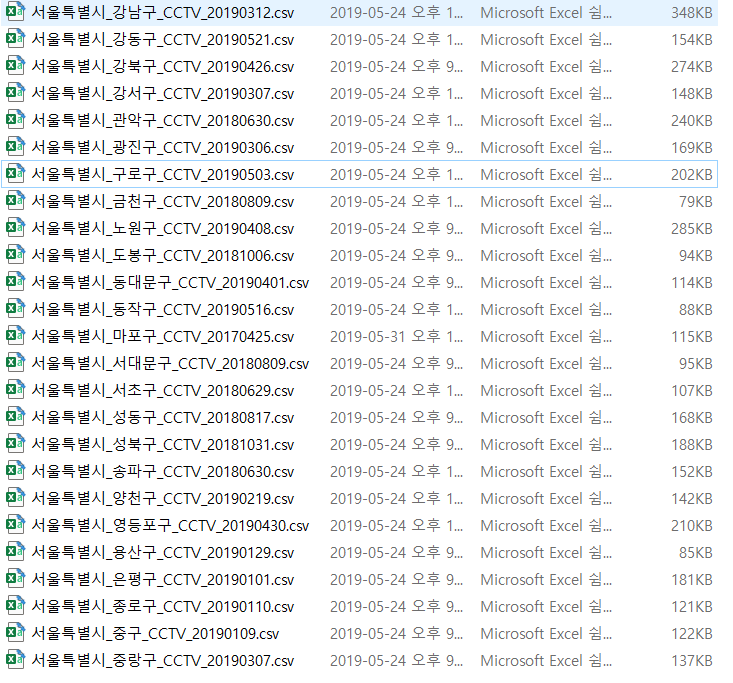 서울특별시_강남구_CCTV_20190312.csv 2019-05-24 오후 1... Microsoft Excel 쉼... 348KB
서울특별시_강동구_CCTV_20190521.csv 2019-05-24 오후 1... Microsoft Excel 쉼... 154KB
서울특별시_강북구_CCTV_20190426.csv 2019-05-24 오후 9... Microsoft Excel 쉼... 274KB
서울특별시_강서구_CCTV_20190307.csv 2019-05-24 오후 1... Microsoft Excel 쉼... 148KB
서울특별시_관악구_CCTV_20180630.csv 2019-05-24 오후 1... Microsoft Excel 쉼... 240KB
서울특별시_광진구_CCTV_20190306.csv 2019-05-24 오후 9... Microsoft Excel 쉼... 169KB
서울특별시_구로구_CCTV_20190503.csv 2019-05-24 오후 1... Microsoft Excel 쉼... 202KB
서울특별시_금천구_CCTV_20180809.csv 2019-05-24 오후 1... Microsoft Excel 쉼... 79KB
서울특별시_노원구_CCTV_20190408.csv 2019-05-24 오후 9... Microsoft Excel 쉼... 285KB
서울특별시_도봉구_CCTV_20181006.csv 2019-05-24 오후 9... Microsoft Excel 쉼... 94KB
서울특별시_동대문구_CCTV_20190401.csv 2019-05-24 오후 9... Microsoft Excel 쉼... 114KB
서울특별시_동작구_CCTV_20190516.csv 2019-05-24 오후 1... Microsoft Excel 쉼... 88KB
서울특별시_마포구_CCTV_20170425.csv 2019-05-31 오후 1... Microsoft Excel 쉼... 115KB
서울특별시_서대문구_CCTV_20180809.csv 2019-05-24 오후 9... Microsoft Excel 쉼... 95KB
서울특별시_서초구_CCTV_20180629.csv 2019-05-24 오후 1... Microsoft Excel 쉼... 107KB
서울특별시_성동구_CCTV_20180817.csv 2019-05-24 오후 9... Microsoft Excel 쉼... 168KB
서울특별시_성북구_CCTV_20181031.csv 2019-05-24 오후 9... Microsoft Excel 쉼... 188KB
서울특별시_송파구_CCTV_20180630.csv 2019-05-24 오후 1... Microsoft Excel 쉼... 152KB
서울특별시_양천구_CCTV_20190219.csv 2019-05-24 오후 1... Microsoft Excel 쉼... 142KB
서울특별시_영등포구_CCTV_20190430.csv 2019-05-24 오후 1... Microsoft Excel 쉼... 210KB
서울특별시_용산구_CCTV_20190129.csv 2019-05-24 오후 9... Microsoft Excel 쉼... 85KB
서울특별시_은평구_CCTV_20190101.csv 2019-05-24 오후 9... Microsoft Excel 쉼... 181KB
서울특별시_종로구_CCTV_20190110.csv 2019-05-24 오후 9... Microsoft Excel 쉼... 121KB
서울특별시_중구_CCTV_20190109.csv 2019-05-24 오후 9... Microsoft Excel 쉼... 122KB
서울특별시_중랑구_CCTV_20190307.csv 2019-05-24 오후 9... Microsoft Excel 쉼... 137KB